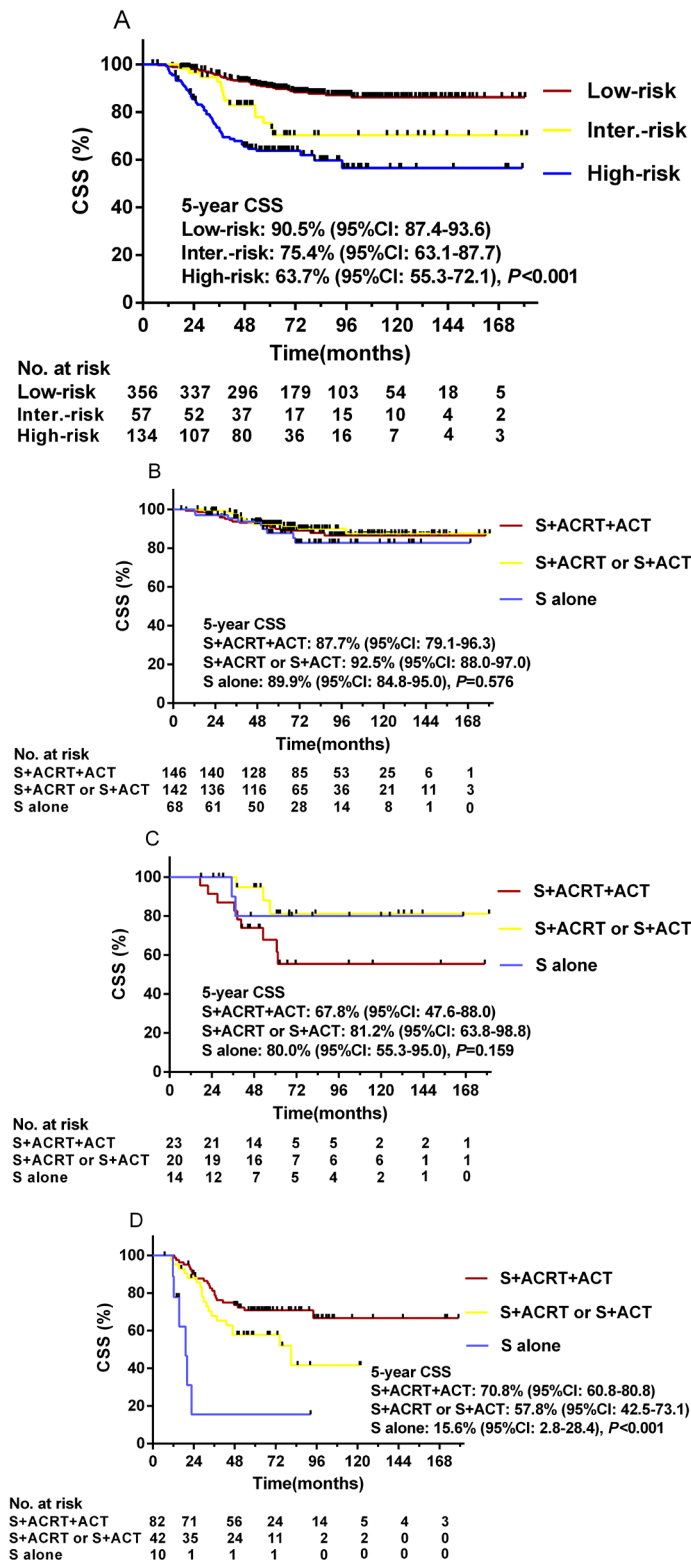 A
100
80
60
40
20
0
CSS (%)
0 24 48 72 96 120 144 168
Time(months)
Low-risk
Inter.-risk
High-risk
5-year CSS
Low-risk: 90.5% (95%CI: 87.4-93.6)
Inter.-risk: 75.4% (95%CI: 63.1-87.7)
High-risk: 63.7% (95%CI: 55.3-72.1), P<0.001
No. at risk
Low-risk 356 337 296 179 103 54 18 5
Inter.-risk 57 52 37 17 15 10 4 2
High-risk 134 107 80 36 16 7 4 3
B
100
80
60
40
20
0
CSS (%)
0 24 48 72 96 120 144 168
Time(months)
S+ACRT+ACT
S+ACRT or S+ACT
S alone
5-year CSS
S+ACRT+ACT: 87.7% (95%CI: 79.1-96.3)
S+ACRT or S+ACT: 92.5% (95%CI: 88.0-97.0)
S alone: 89.9% (95%CI: 84.8-95.0), P=0.576
No. at risk
S+ACRT+ACT 146 140 128 85 53 25 6 1
S+ACRT or S+ACT 142 136 116 65 36 21 11 3
S alone 68 61 50 28 14 8 1 0
C
100
80
60
40
20
0
CSS (%)
0 24 48 72 96 120 144 168
Time(months)
S+ACRT+ACT
S+ACRT or S+ACT
S alone
5-year CSS
S+ACRT+ACT: 67.8% (95%CI: 47.6-88.0)
S+ACRT or S+ACT: 81.2% (95%CI: 63.8-98.8)
S alone: 80.0% (95%CI: 55.3-95.0), P=0.159
No. at risk
S+ACRT+ACT 23 21 14 5 5 2 2 1
S+ACRT or S+ACT 20 19 16 7 6 6 1 1
S alone 14 12 7 5 4 2 1 0
D
100
80
60
40
20
0
CSS (%)
0 24 48 72 96 120 144 168
Time(months)
S+ACRT+ACT
S+ACRT or S+ACT
S alone
5-year CSS
S+ACRT+ACT: 70.8% (95%CI: 60.8-80.8)
S+ACRT or S+ACT: 57.8% (95%CI: 42.5-73.1)
S alone: 15.6% (95%CI: 2.8-28.4), P<0.001
No. at risk
S+ACRT+ACT 82 71 56 24 14 5 4 3
S+ACRT or S+ACT 42 35 24 11 2 2 0 0
S alone 10 1 1 1 0 0 0 0